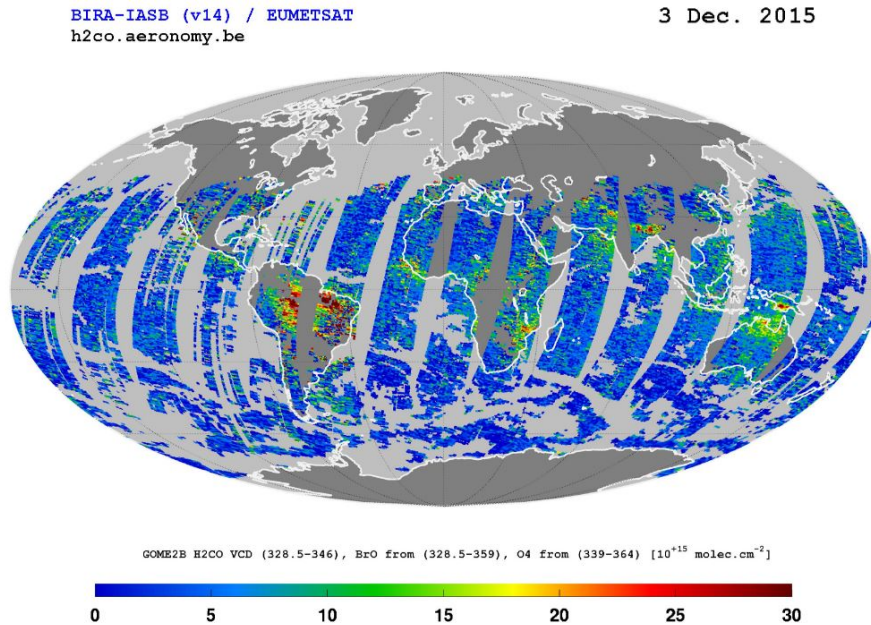 BIRA-IASB (v14) / EUMETSAT
3 Dec. 2015
h2co.aeronomy.be
GOME2B H2CO VCD (328.5-346), BrO from (328.5-359), O4 from (339-364) [10⁺¹⁵ molec.cm⁻²]
0 5 10 15 20 25 30